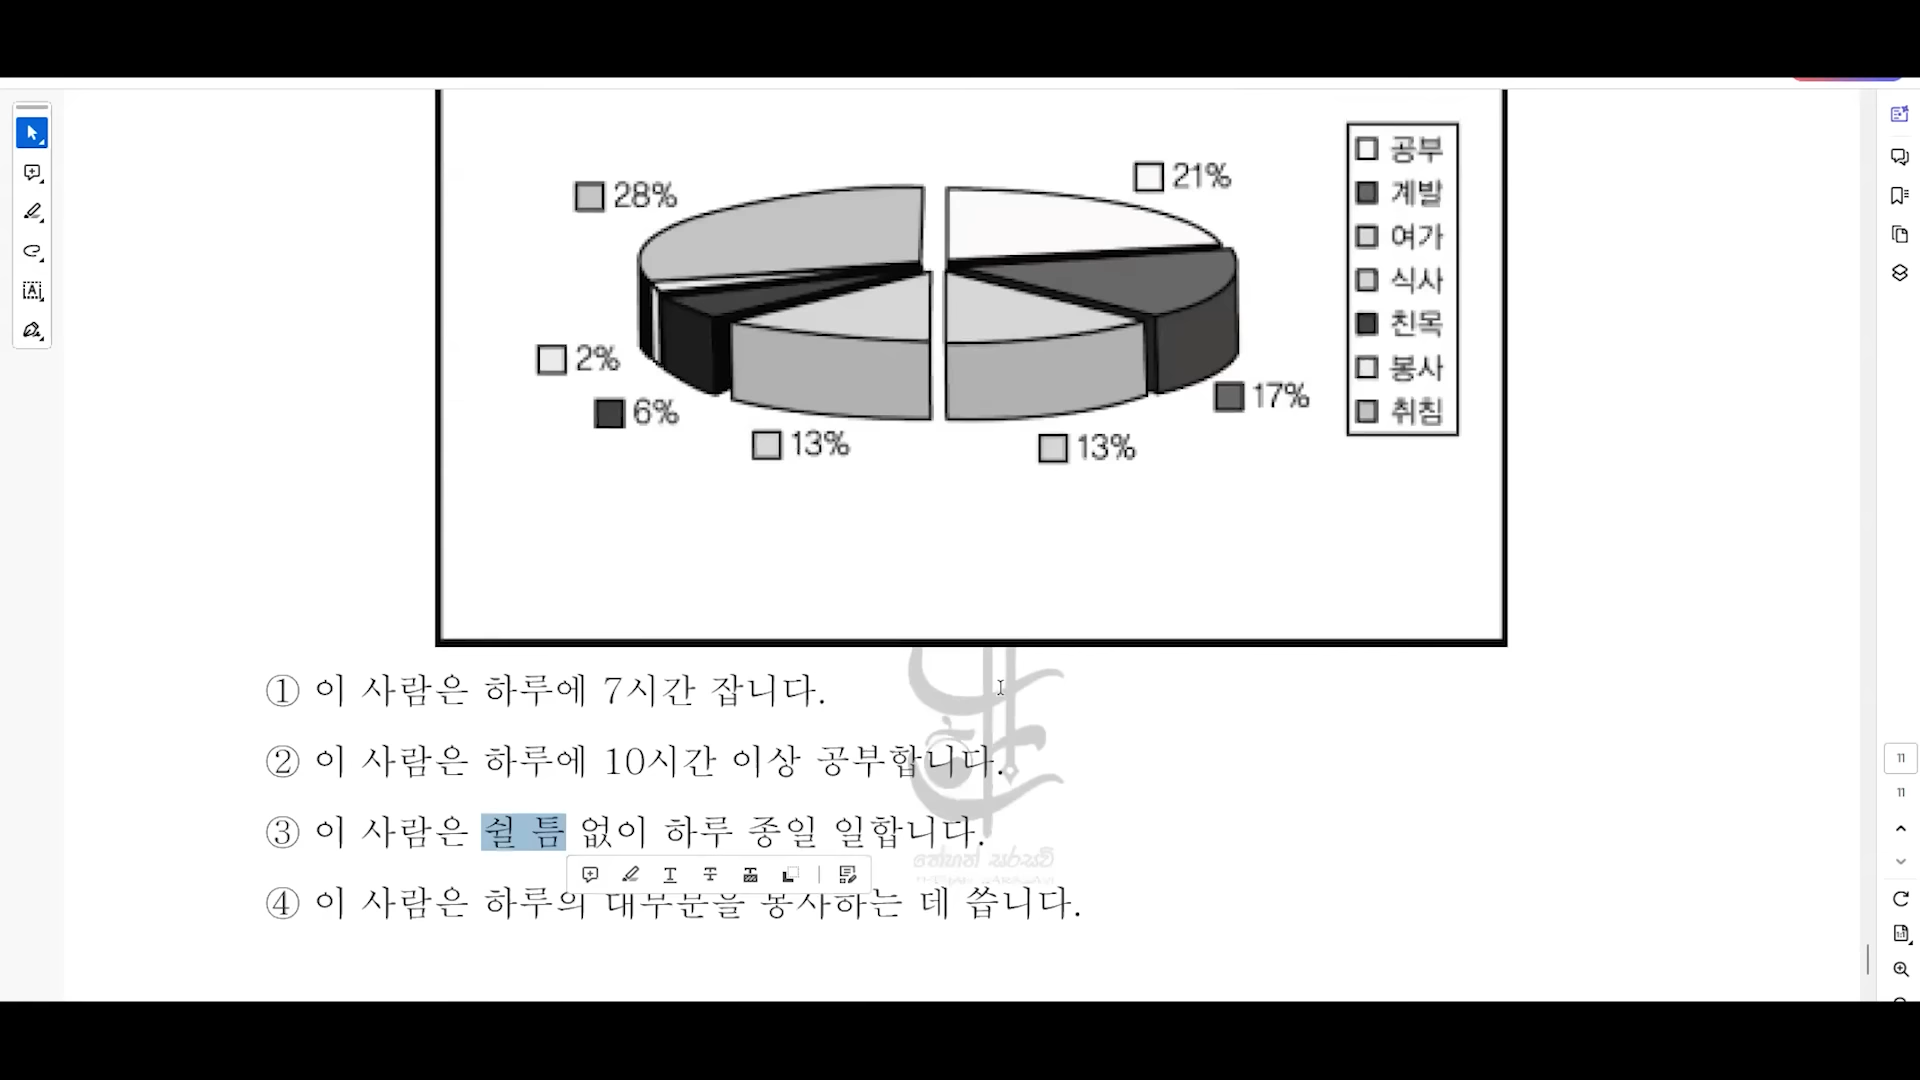 28%
21%
2%
6%
13%
13%
17%
공부
계발
여가
식사
친목
봉사
취침
① 이 사람은 하루에 7시간 잡니다.
② 이 사람은 하루에 10시간 이상 공부합니다.
③ 이 사람은 쉴 틈 없이 하루 종일 일합니다.
④ 이 사람은 하루의 대부분을 봉사하는 데 씁니다.
11
11